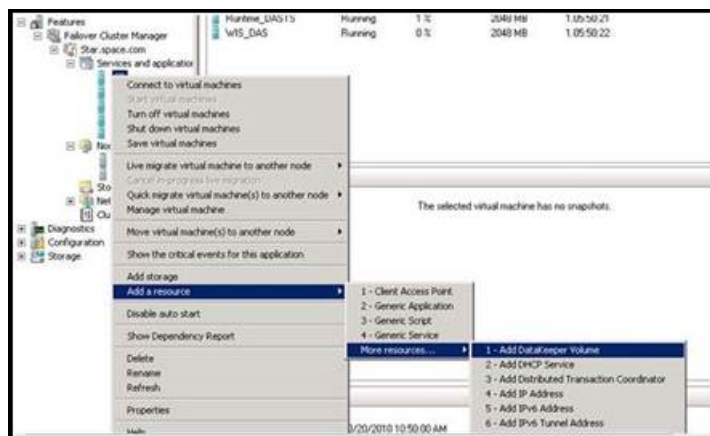 Features
Failover Cluster Manager
Star.space.com
Services and application
Diagnostics
Configuration
Storage
Runtime_DASTS Running 1 % 2048 MB 1.05:50:21
WIS_DAS Running 0 % 2048 MB 1.05:50:22
Connect to virtual machines
Start virtual machines
Turn off virtual machines
Shut down virtual machines
Save virtual machines
Live migrate virtual machine to another node
Cancel in-progress live migration
Quick migrate virtual machine(s) to another node
Manage virtual machine
Move virtual machine(s) to another node
Show the critical events for this application
Add storage
Add a resource
Disable auto start
Show Dependency Report
Delete
Rename
Refresh
Properties
Help
The selected virtual machine has no snapshots.
1 - Client Access Point
2 - Generic Application
3 - Generic Script
4 - Generic Service
More resources...
1 - Add DataKeeper Volume
2 - Add DHCP Service
3 - Add Distributed Transaction Coordinator
4 - Add IP Address
5 - Add IPv6 Address
6 - Add IPv6 Tunnel Address
/20/2010 10:50:00 AM